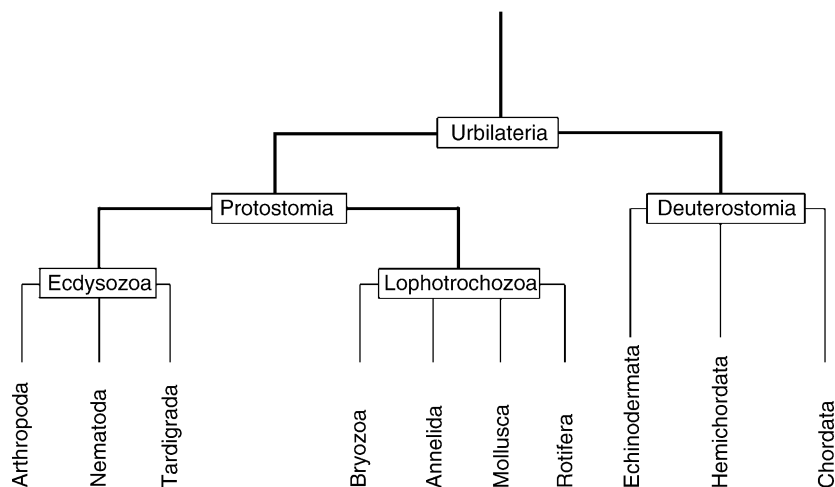 Urbilateria
Protostomia
Deuterostomia
Ecdysozoa
Lophotrochozoa
Arthropoda
Nematoda
Tardigrada
Bryozoa
Annelida
Mollusca
Rotifera
Echinodermata
Hemichordata
Chordata